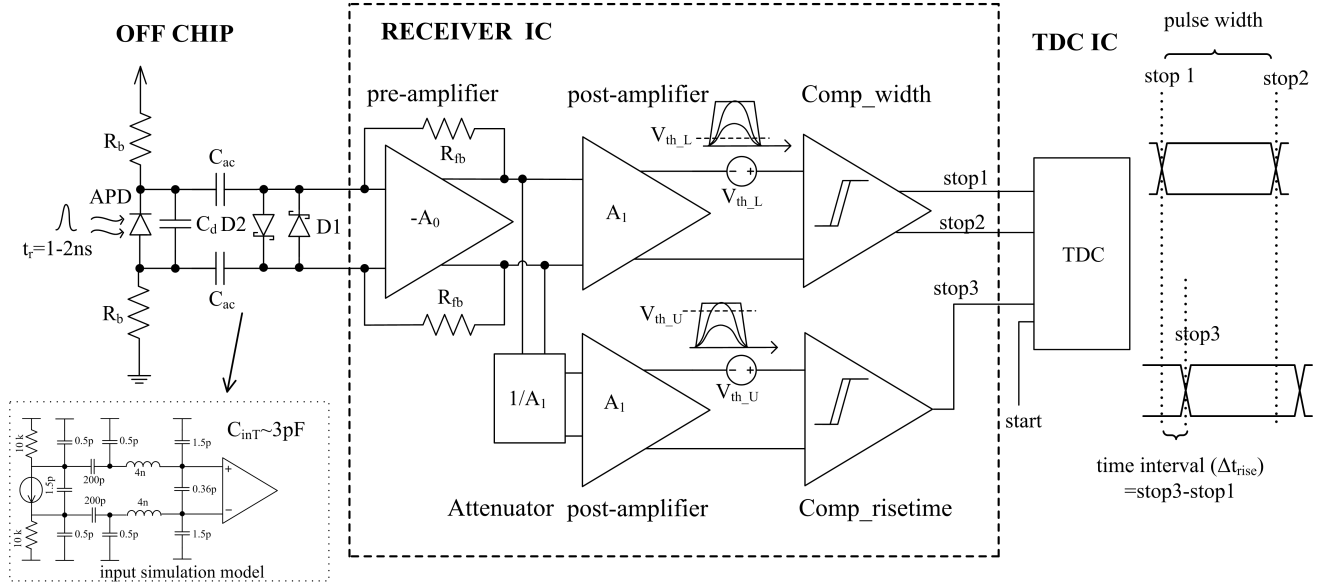 OFF CHIP
RECEIVER IC
TDC IC
pulse width
stop 1
stop2
pre-amplifier
post-amplifier
Comp_width
R_b
C_ac
R_fb
V_th_L
V_th_L
APD
C_d
D2
D1
-A_0
A_1
stop1
stop2
t_r=1-2ns
TDC
R_b
C_ac
R_fb
V_th_U
V_th_U
stop3
stop3
1/A_1
A_1
start
C_inT~3pF
10 k
0.5p
0.5p
1.5p
4n
200p
1.5p
0.36p
+
−
200p
4n
10 k
0.5p
0.5p
1.5p
input simulation model
Attenuator
post-amplifier
Comp_risetime
time interval (Δt_rise)
=stop3-stop1